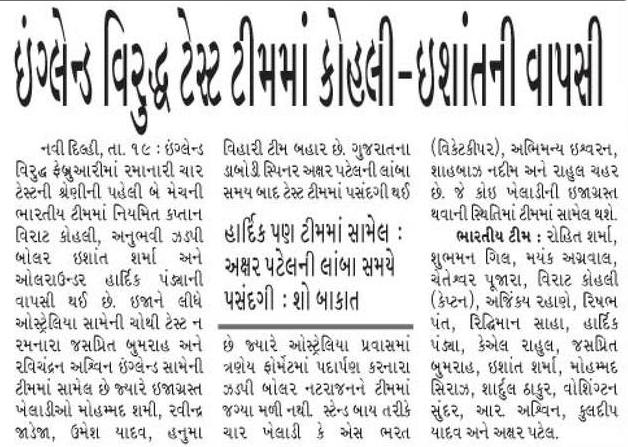 ઇંગ્લેન્ડ વિરુદ્ધ ટેસ્ટ ટીમમાં કોહલી-ઇશાંતની વાપસી
નવી દિલ્હી, તા. ૧૯ : ઇંગ્લેન્ડ
વિરુદ્ધ ફેબ્રુઆરીમાં રમાનારી ચાર
ટેસ્ટની શ્રેણીની પહેલી બે મેચની
ભારતીય ટીમમાં નિયમિત કપ્તાન
વિરાટ કોહલી, અનુભવી ઝડપી
બોલર ઇશાંત શર્મા અને
ઓલરાઉન્ડર હાર્દિક પંડ્યાની
વાપસી થઈ છે. ઇજાને લીધે
ઓસ્ટ્રેલિયા સામેની ચોથી ટેસ્ટ ન
રમનારા જસપ્રિત બુમરાહ અને
રવિચંદ્રન અશ્વિન ઇંગ્લેન્ડ સામેની
ટીમમાં સામેલ છે જ્યારે ઇજાગ્રસ્ત
ખેલાડીઓ મોહમ્મદ શમી, રવીન્દ્ર
જાડેજા, ઉમેશ યાદવ, હનુમા
વિહારી ટીમ બહાર છે. ગુજરાતના
ડાબોડી સ્પિનર અક્ષર પટેલની લાંબા
સમય બાદ ટેસ્ટ ટીમમાં પસંદગી થઈ
હાર્દિક પણ ટીમમાં સામેલ :
અક્ષર પટેલની લાંબા સમયે
પસંદગી : શો બાકાત
છે જ્યારે ઓસ્ટ્રેલિયા પ્રવાસમાં
ત્રણેય ફોર્મેટમાં પદાર્પણ કરનારા
ઝડપી બોલર નટરાજનને ટીમમાં
જગ્યા મળી નથી. સ્ટેન્ડ બાય તરીકે
ચાર ખેલાડી કે એસ ભરત
(વિકેટકીપર), અભિમન્ય ઇશ્વરન,
શાહબાઝ નદીમ અને રાહુલ ચહર
છે. જે કોઇ ખેલાડીની ઇજાગ્રસ્ત
થવાની સ્થિતિમાં ટીમમાં સામેલ થશે.
ભારતીય ટીમ : રોહિત શર્મા,
શુભમન ગિલ, મયંક અગ્રવાલ,
ચેતેશ્વર પૂજારા, વિરાટ કોહલી
(કેપ્ટન), અજિંકય રહાણે, રિષભ
પંત, રિદ્ધિમાન સાહા, હાર્દિક
પંડ્યા, કેએલ રાહુલ, જસપ્રિત
બુમરાહ, ઇશાંત શર્મા, મોહમ્મદ
સિરાઝ, શાર્દુલ ઠાકુર, વોશિંગ્ટન
સુંદર, આર. અશ્વિન, કુલદીપ
યાદવ અને અક્ષર પટેલ.